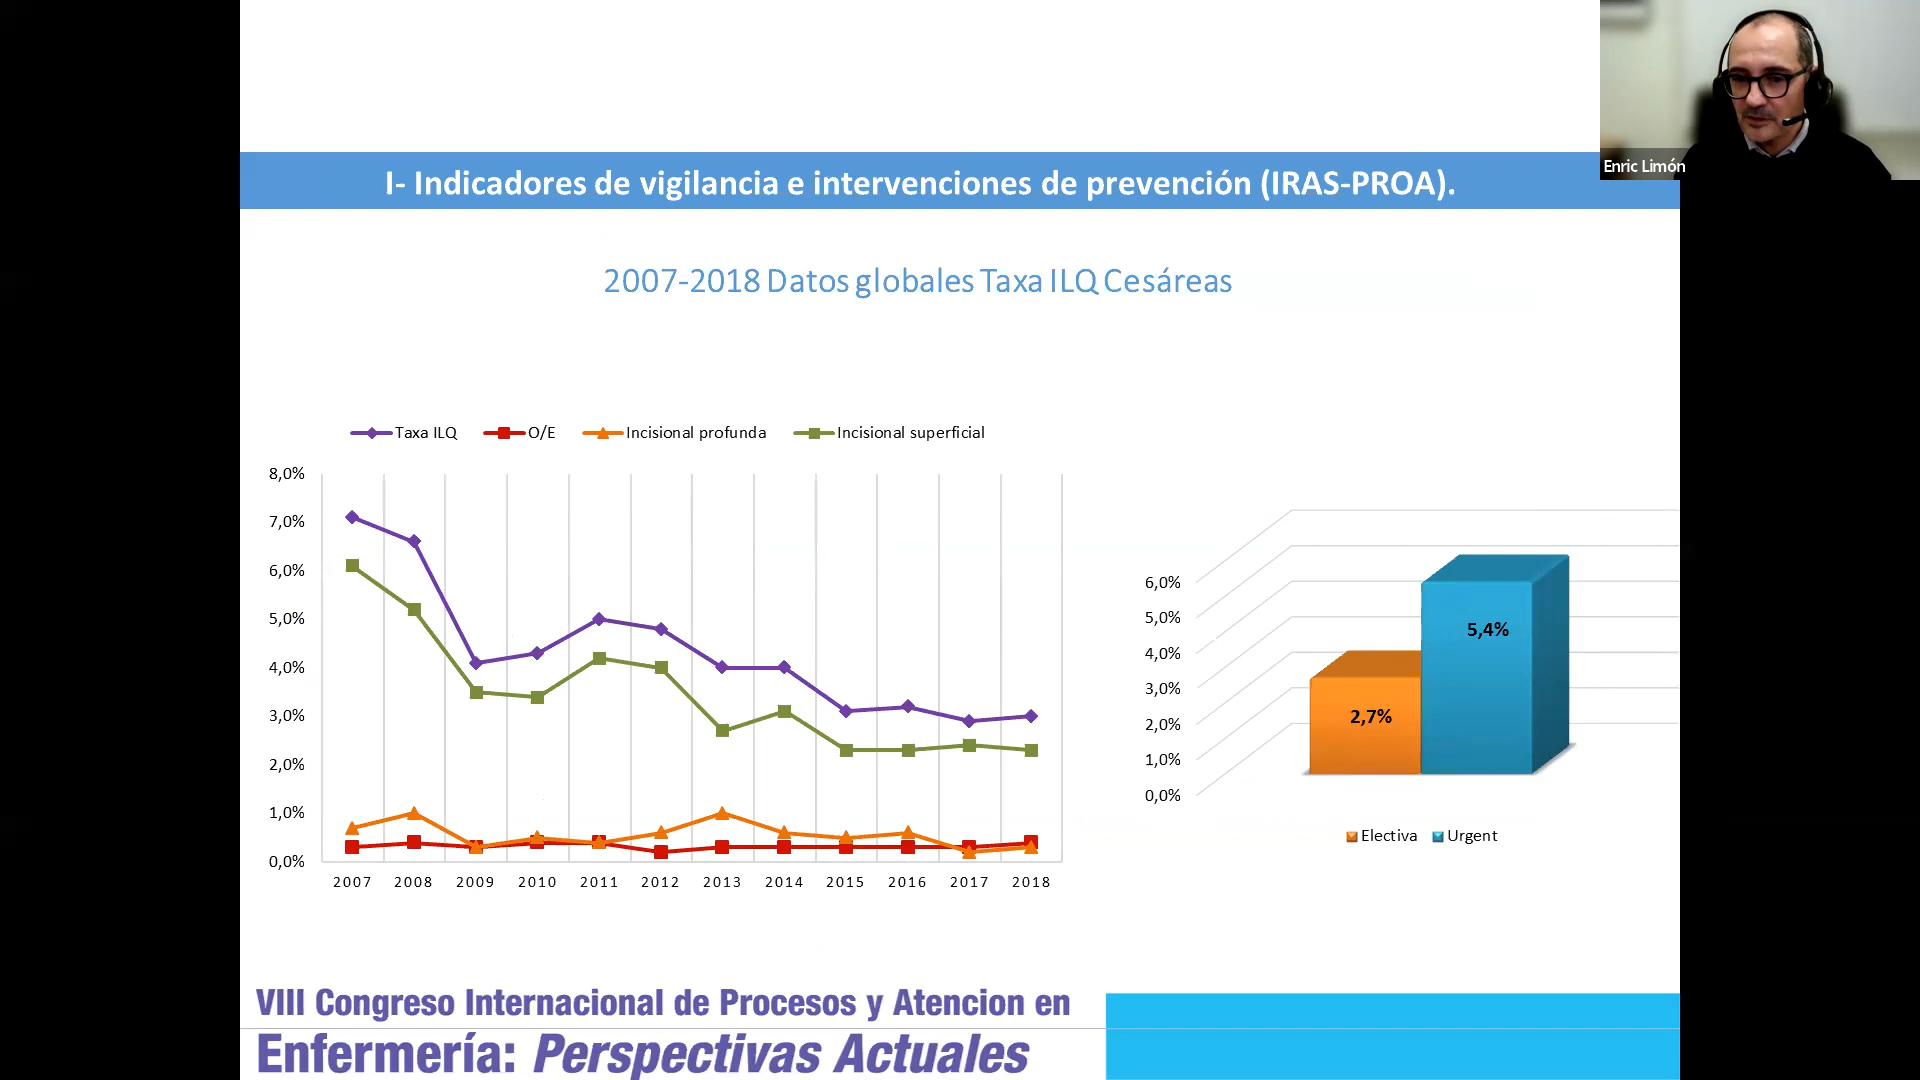 Enric Limón
I- Indicadores de vigilancia e intervenciones de prevención (IRAS-PROA).
2007-2018 Datos globales Taxa ILQ Cesáreas
Taxa ILQ O/E Incisional profunda Incisional superficial
8,0%
7,0%
6,0%
5,0%
4,0%
3,0%
2,0%
1,0%
0,0%
2007 2008 2009 2010 2011 2012 2013 2014 2015 2016 2017 2018
6,0%
5,0%
4,0%
3,0%
2,0%
1,0%
0,0%
2,7%
5,4%
Electiva Urgent
VIII Congreso Internacional de Procesos y Atencion en
Enfermería: Perspectivas Actuales